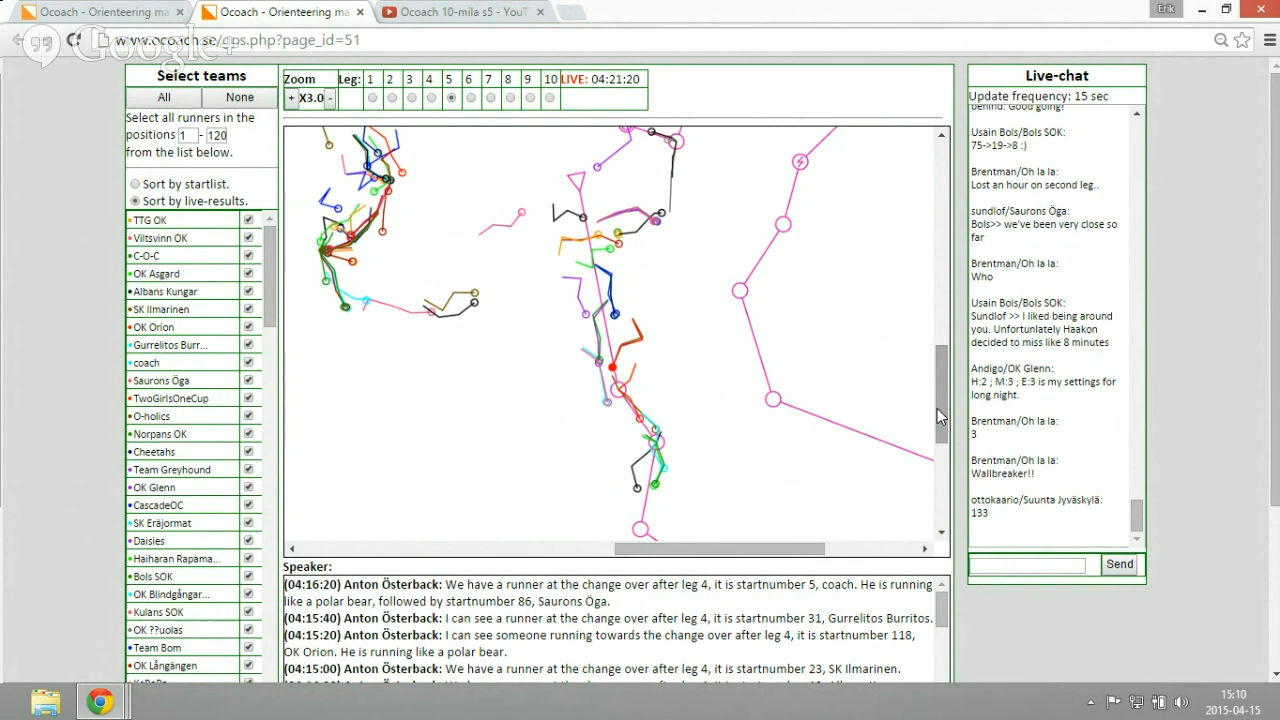 Ocoach - Orienteering ma
Ocoach - Orienteering ma
Ocoach 10-mila s5 - YouT
Erik
www.ocoach.se/gps.php?page_id=51
Google+
Select teams
All
None
Select all runners in the
positions 1 - 120
from the list below.
Sort by startlist.
Sort by live-results.
TTG OK
Viltsvinn OK
C-O-C
OK Asgard
Albans Kungar
SK Ilmarinen
OK Orion
Gurrelitos Burr...
coach
Saurons Öga
TwoGirlsOneCup
O-holics
Norpans OK
Cheetahs
Team Greyhound
OK Glenn
CascadeOC
SK Eräjormat
Daisies
Haiharan Rapama...
Bols SOK
OK Blindgångar...
Kulans SOK
OK ??uolas
Team Bom
OK Långängen
Zoom
Leg:
1
2
3
4
5
6
7
8
9
10
LIVE: 04:21:20
+ X3.0 -
Speaker:
(04:16:20) Anton Österback: We have a runner at the change over after leg 4, it is startnumber 5, coach. He is running
like a polar bear, followed by startnumber 86, Saurons Öga.
(04:15:40) Anton Österback: I can see a runner at the change over after leg 4, it is startnumber 31, Gurrelitos Burritos.
(04:15:20) Anton Österback: I can see someone running towards the change over after leg 4, it is startnumber 118,
OK Orion. He is running like a polar bear.
(04:15:00) Anton Österback: We have a runner at the change over after leg 4, it is startnumber 23, SK Ilmarinen.
Live-chat
Update frequency: 15 sec
behind. Good going!
Usain Bols/Bols SOK:
75->19->8 :)
Brentman/Oh la la:
Lost an hour on second leg..
sundlof/Saurons Öga:
Bols>> we've been very close so
far
Brentman/Oh la la:
Who
Usain Bols/Bols SOK:
Sundlof >> I liked being around
you. Unfortunlately Haakon
decided to miss like 8 minutes
Andigo/OK Glenn:
H:2 ; M:3 ; E:3 is my settings for
long night.
Brentman/Oh la la:
3
Brentman/Oh la la:
Wallbreaker!!
ottokaario/Suunta Jyväskylä:
133
Send
15:10
2015-04-15